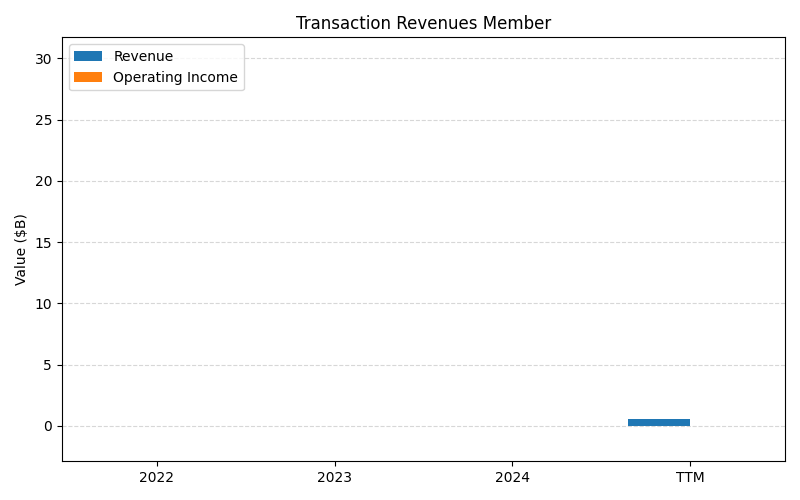 Transaction Revenues Member
Revenue
Operating Income
Value ($B)
30
25
20
15
10
5
0
2022
2023
2024
TTM